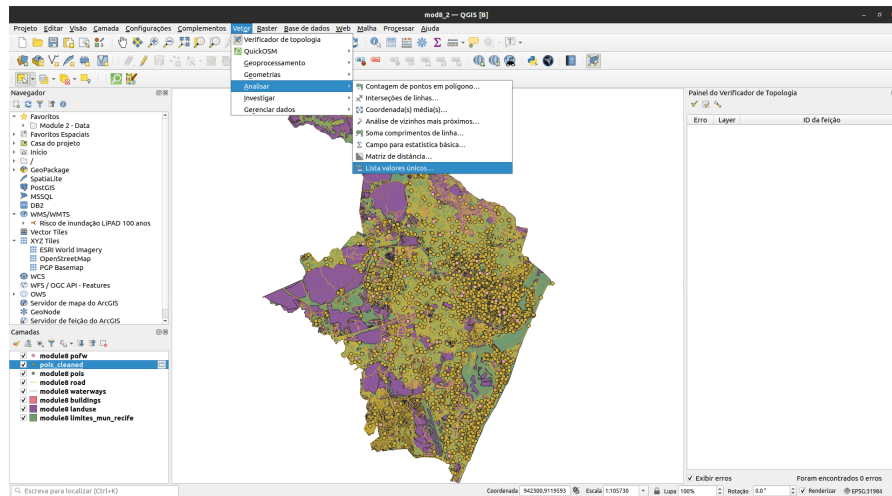 mod8_2 — QGIS [B]
Projeto Editar Visão Camada Configurações Complementos Vetor Raster Base de dados Web Malha Processar Ajuda
Verificador de topologia
QuickOSM
Geoprocessamento
Geometrias
Analisar
Investigar
Gerenciar dados
Contagem de pontos em polígono...
Interseções de linhas...
Coordenada(s) média(s)...
Análise de vizinhos mais próximos...
Soma comprimentos de linha...
Campo para estatística básica...
Matriz de distância...
Lista valores únicos...
Navegador
Favoritos
Module 2 - Data
Favoritos Espaciais
Casa do projeto
Início
/
GeoPackage
SpatiaLite
PostGIS
MSSQL
DB2
WMS/WMTS
Risco de inundação LiPAD 100 anos
Vector Tiles
XYZ Tiles
ESRI World Imagery
OpenStreetMap
PGP Basemap
WCS
WFS / OGC API - Features
OWS
Servidor de mapa do ArcGIS
GeoNode
Servidor de feição do ArcGIS
Camadas
module8 pofw
pois_cleaned
module8 pois
module8 road
module8 waterways
module8 buildings
module8 landuse
module8 limites_mun_recife
Painel do Verificador de Topologia
Erro Layer ID da feição
Exibir erros Foram encontrados 0 erros
Escreva para localizar (Ctrl+K) Coordenada 942300,9119593 Escala 1:105730 Lupa 100% Rotação 0.0° Renderizar EPSG:31984